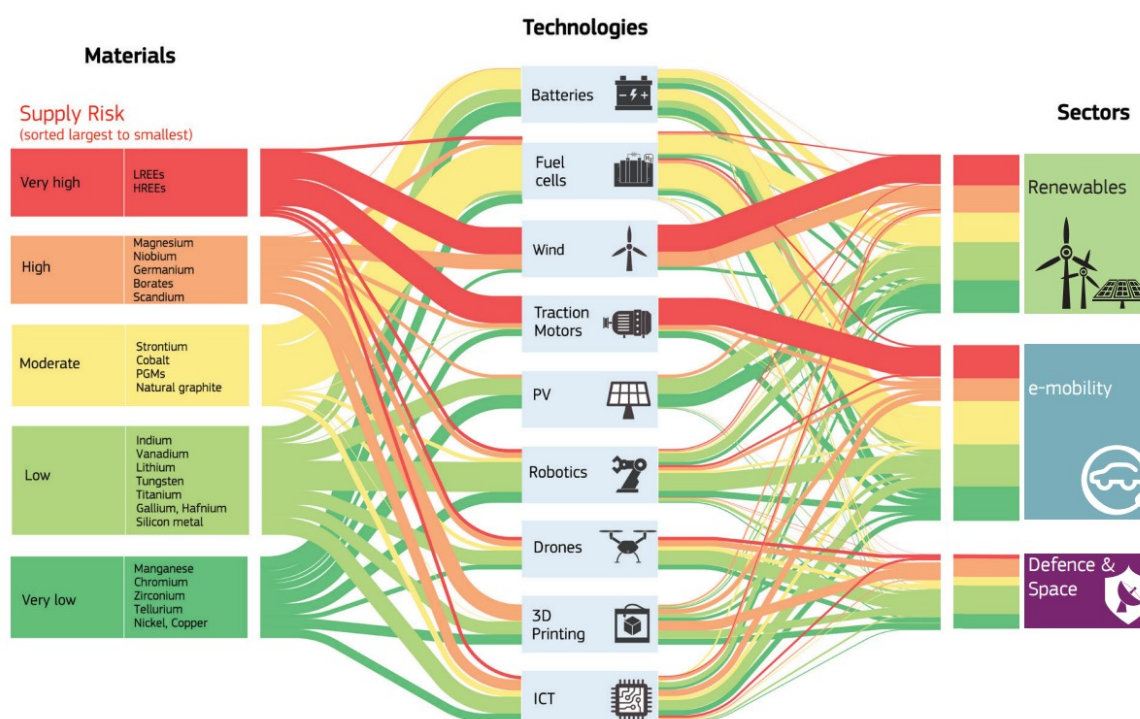 Technologies
Materials
Sectors
Supply Risk
(sorted largest to smallest)
Very high
LREEs
HREEs
High
Magnesium
Niobium
Germanium
Borates
Scandium
Moderate
Strontium
Cobalt
PGMs
Natural graphite
Low
Indium
Vanadium
Lithium
Tungsten
Titanium
Gallium, Hafnium
Silicon metal
Very low
Manganese
Chromium
Zirconium
Tellurium
Nickel, Copper
Batteries
Fuel
cells
Wind
Traction
Motors
PV
Robotics
Drones
3D
Printing
ICT
Renewables
e-mobility
Defence &
Space